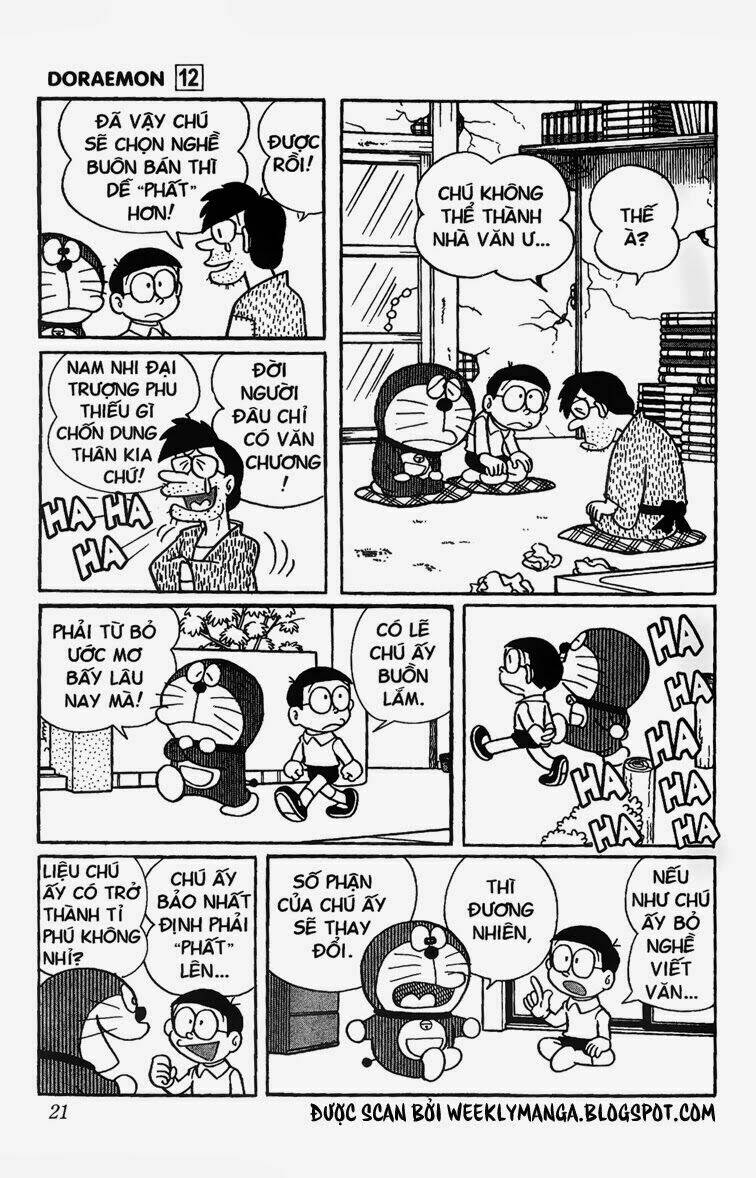 DORAEMON 12
THẾ
À?
CHÚ KHÔNG
THỂ THÀNH
NHÀ VĂN Ư...
ĐƯỢC
RỒI!
ĐÃ VẬY CHÚ
SẼ CHỌN NGHỀ
BUÔN BÁN THÌ
DỄ “PHẤT”
HƠN!
ĐỜI
NGƯỜI
ĐÂU CHỈ
CÓ VĂN
CHƯƠNG
!
NAM NHI ĐẠI
TRƯỢNG PHU
THIẾU GÌ
CHỐN DUNG
THÂN KIA
CHỨ!
HA HA
HA
HA
HA
HA
HA
HA
HA
HA
CÓ LẼ
CHÚ ẤY
BUỒN
LẮM.
PHẢI TỪ BỎ
ƯỚC MƠ
BẤY LÂU
NAY MÀ!
NẾU
NHƯ CHÚ
ẤY BỎ
NGHỀ
VIẾT
VĂN...
THÌ
ĐƯƠNG
NHIÊN,
SỐ PHẬN
CỦA CHÚ ẤY
SẼ THAY
ĐỔI.
CHÚ ẤY
BẢO NHẤT
ĐỊNH PHẢI
“PHẤT”
LÊN...
LIỆU CHÚ
ẤY CÓ TRỞ
THÀNH TỈ
PHÚ KHÔNG
NHỈ?
21
ĐƯỢC SCAN BỞI WEEKLYMANGA.BLOGSPOT.COM